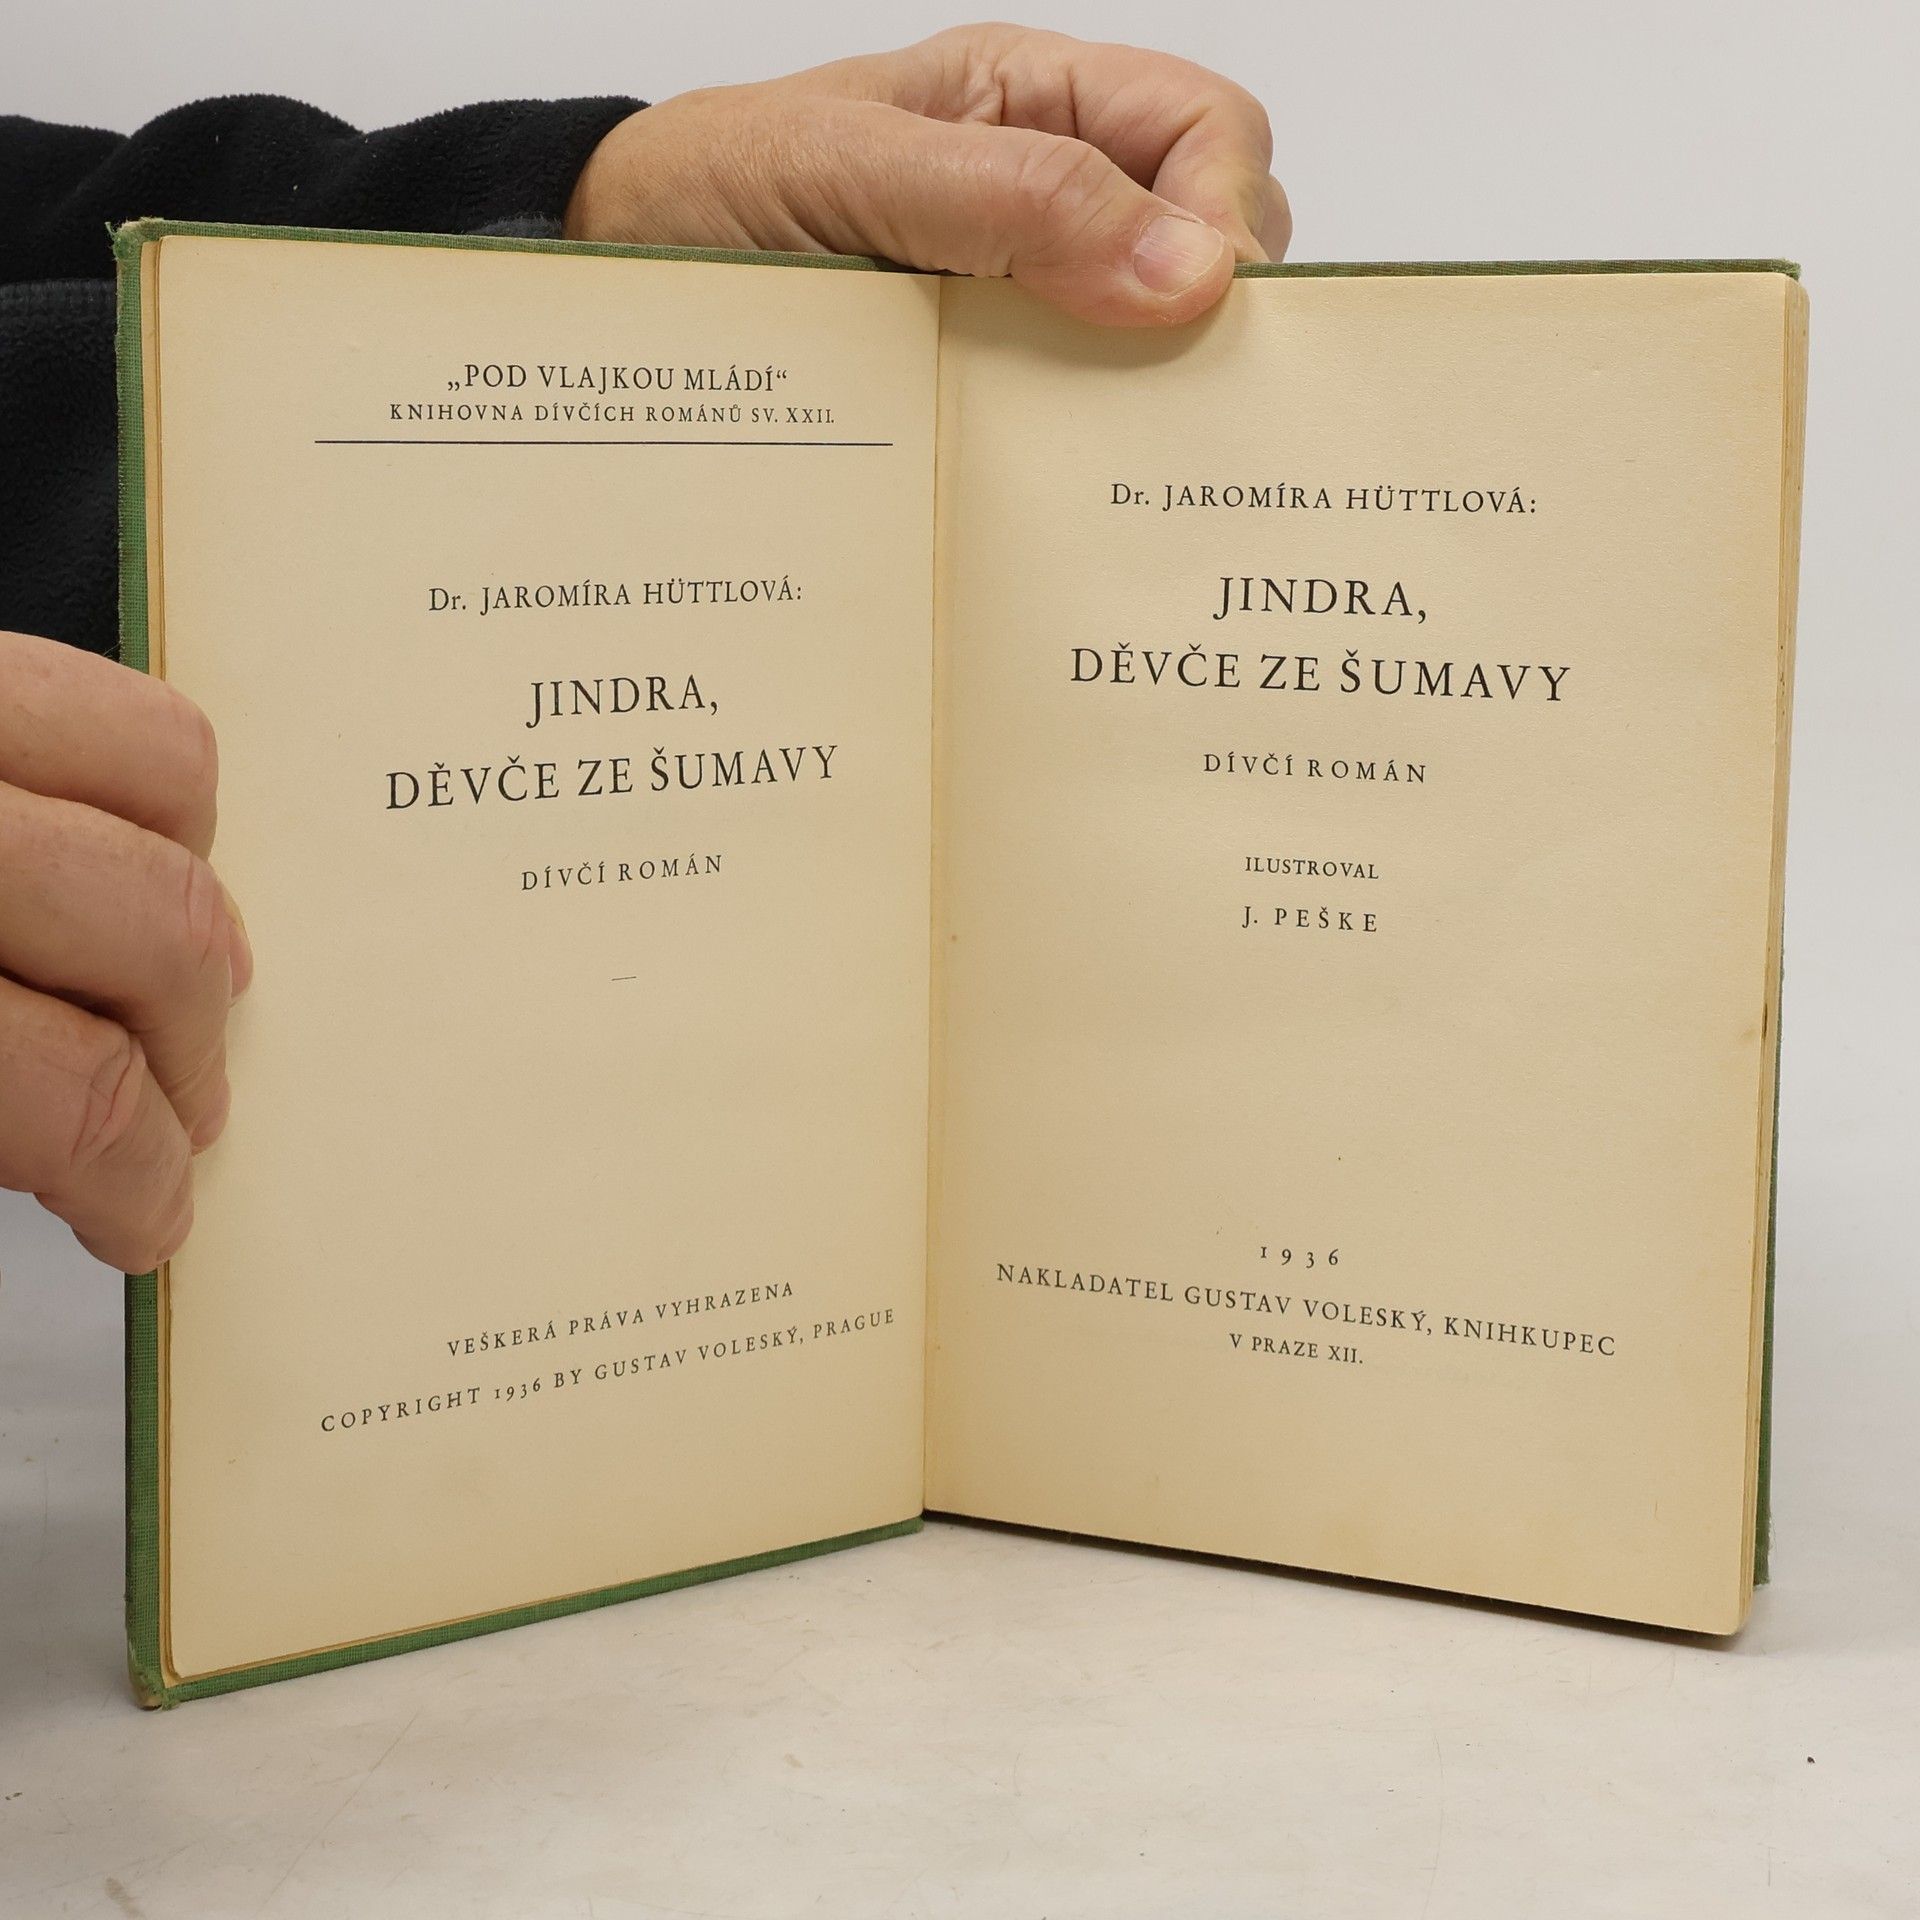 „POD VLAJKOU MLÁDÍ“
KNIHOVNA DÍVČÍCH ROMÁNŮ SV. XXII.
Dr. JAROMÍRA HÜTTLOVÁ:
JINDRA,
DĚVČE ZE ŠUMAVY
DÍVČÍ ROMÁN
VEŠKERÁ PRÁVA VYHRAZENA
COPYRIGHT 1936 BY GUSTAV VOLESKÝ, PRAGUE
Dr. JAROMÍRA HÜTTLOVÁ:
JINDRA,
DĚVČE ZE ŠUMAVY
DÍVČÍ ROMÁN
ILUSTROVAL
J. PEŠKE
1936
NAKLADATEL GUSTAV VOLESKÝ, KNIHKUPEC
V PRAZE XII.